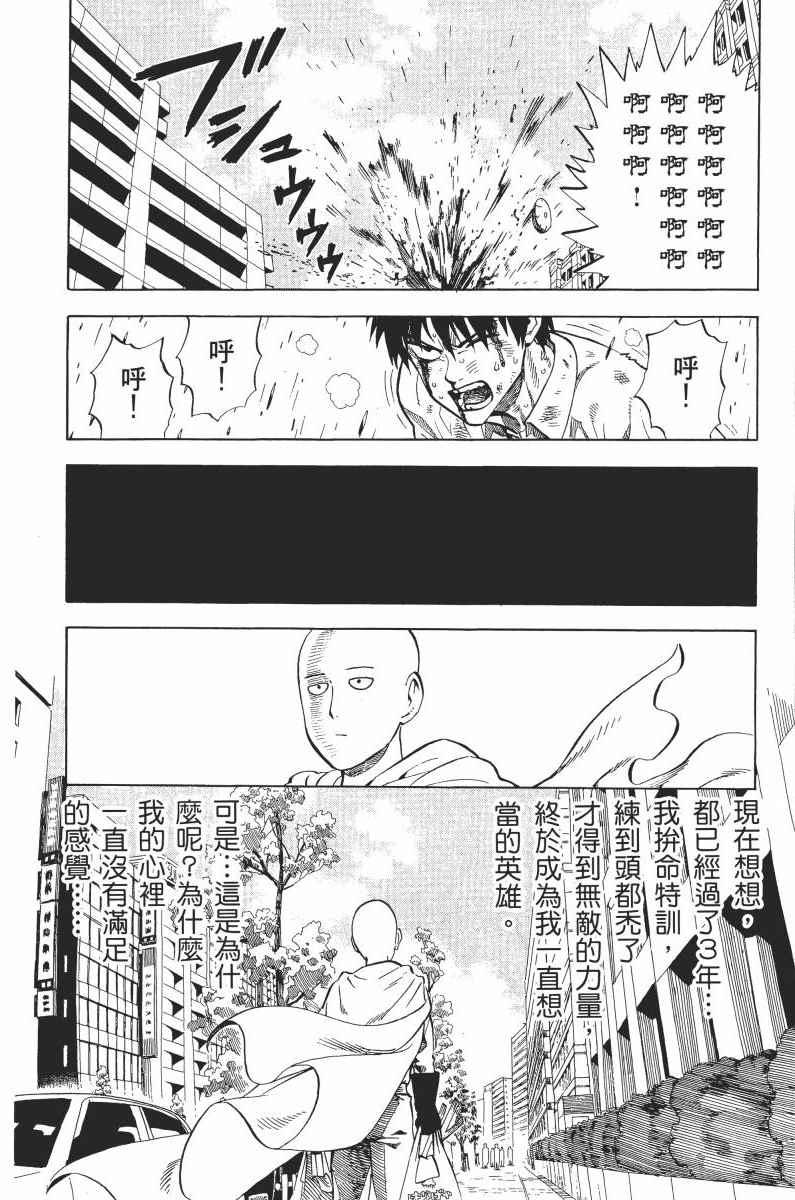 啊啊啊啊啊啊
啊啊啊啊啊啊
啊啊啊！
ブシュウウゥゥ
呼！
呼！
呼！
現在想想，
都已經過了3年…
我拚命特訓，
練到頭都禿了
才得到無敵的力量，
終於成為我一直想
當的英雄。
可是…這是為什
麼呢？為什麼
我的心裡
一直沒有滿足
的感覺……